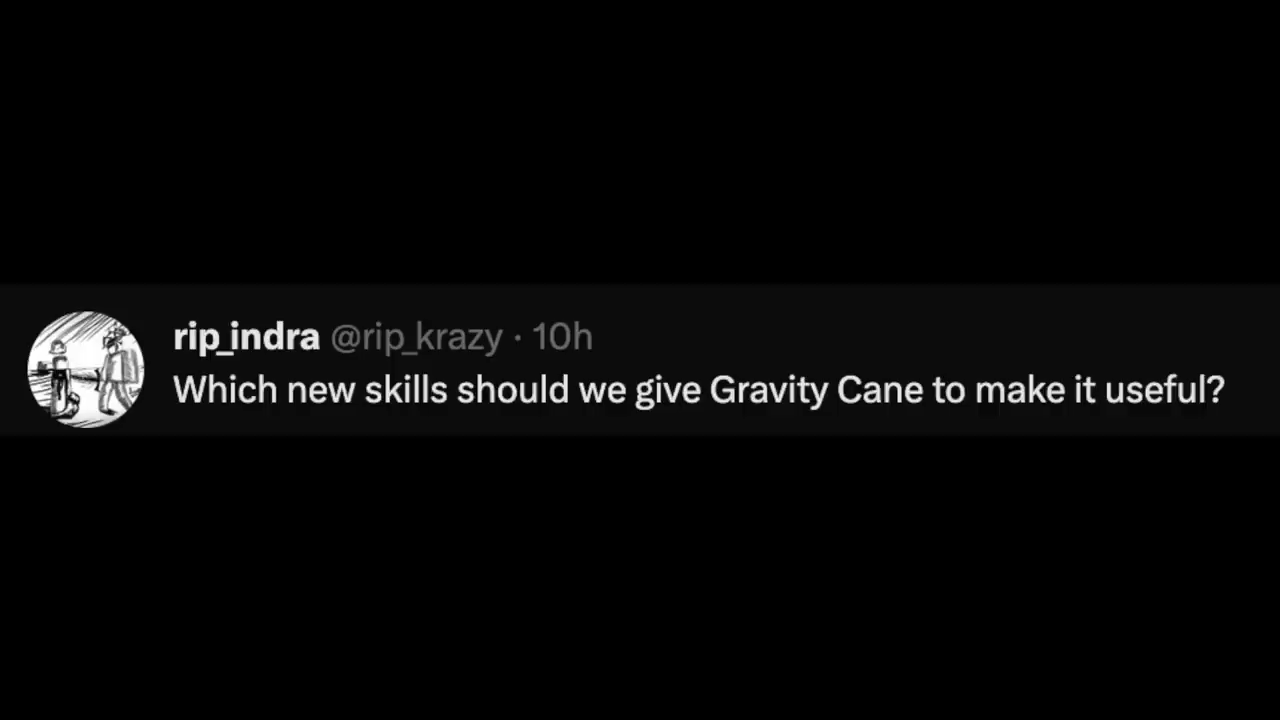 rip_indra @rip_krazy · 10h
Which new skills should we give Gravity Cane to make it useful?